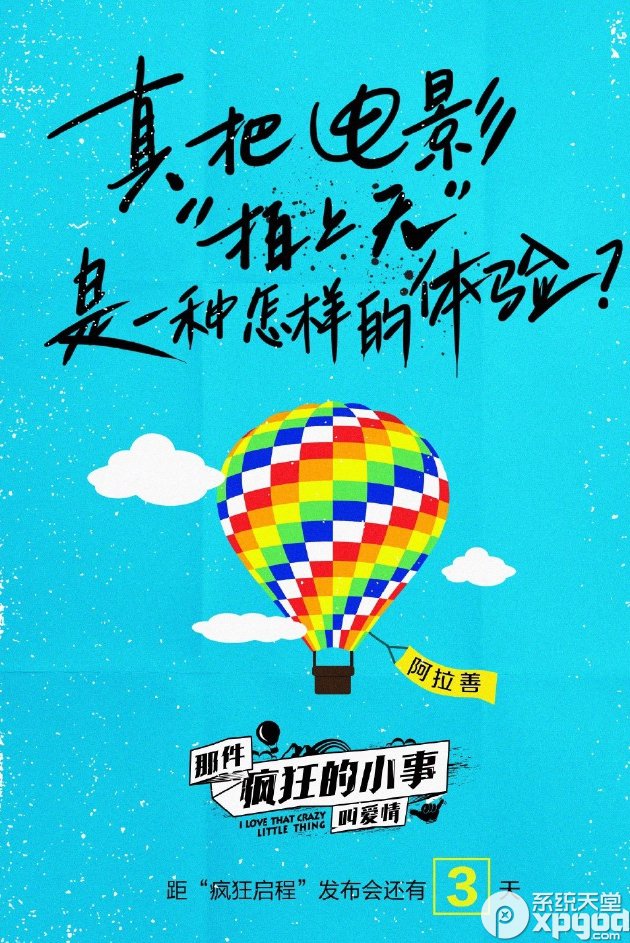 真把电影
“拍上天”
是一种怎样的体验？
阿拉善
那件
疯狂的小事
叫爱情
I LOVE THAT CRAZY
LITTLE THING
距“疯狂启程”发布会还有3天
系统天堂
xpgod.com